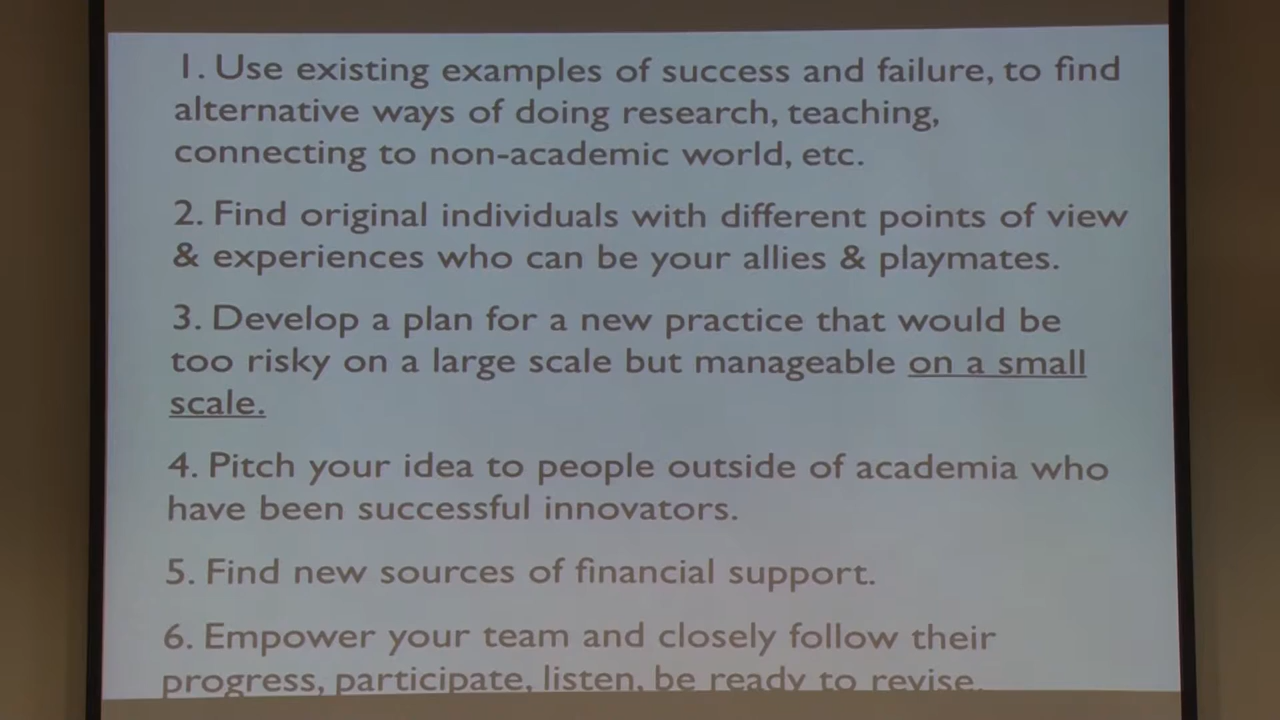 1. Use existing examples of success and failure, to find
alternative ways of doing research, teaching,
connecting to non-academic world, etc.
2. Find original individuals with different points of view
& experiences who can be your allies & playmates.
3. Develop a plan for a new practice that would be
too risky on a large scale but manageable on a small
scale.
4. Pitch your idea to people outside of academia who
have been successful innovators.
5. Find new sources of financial support.
6. Empower your team and closely follow their
progress, participate, listen, be ready to revise.